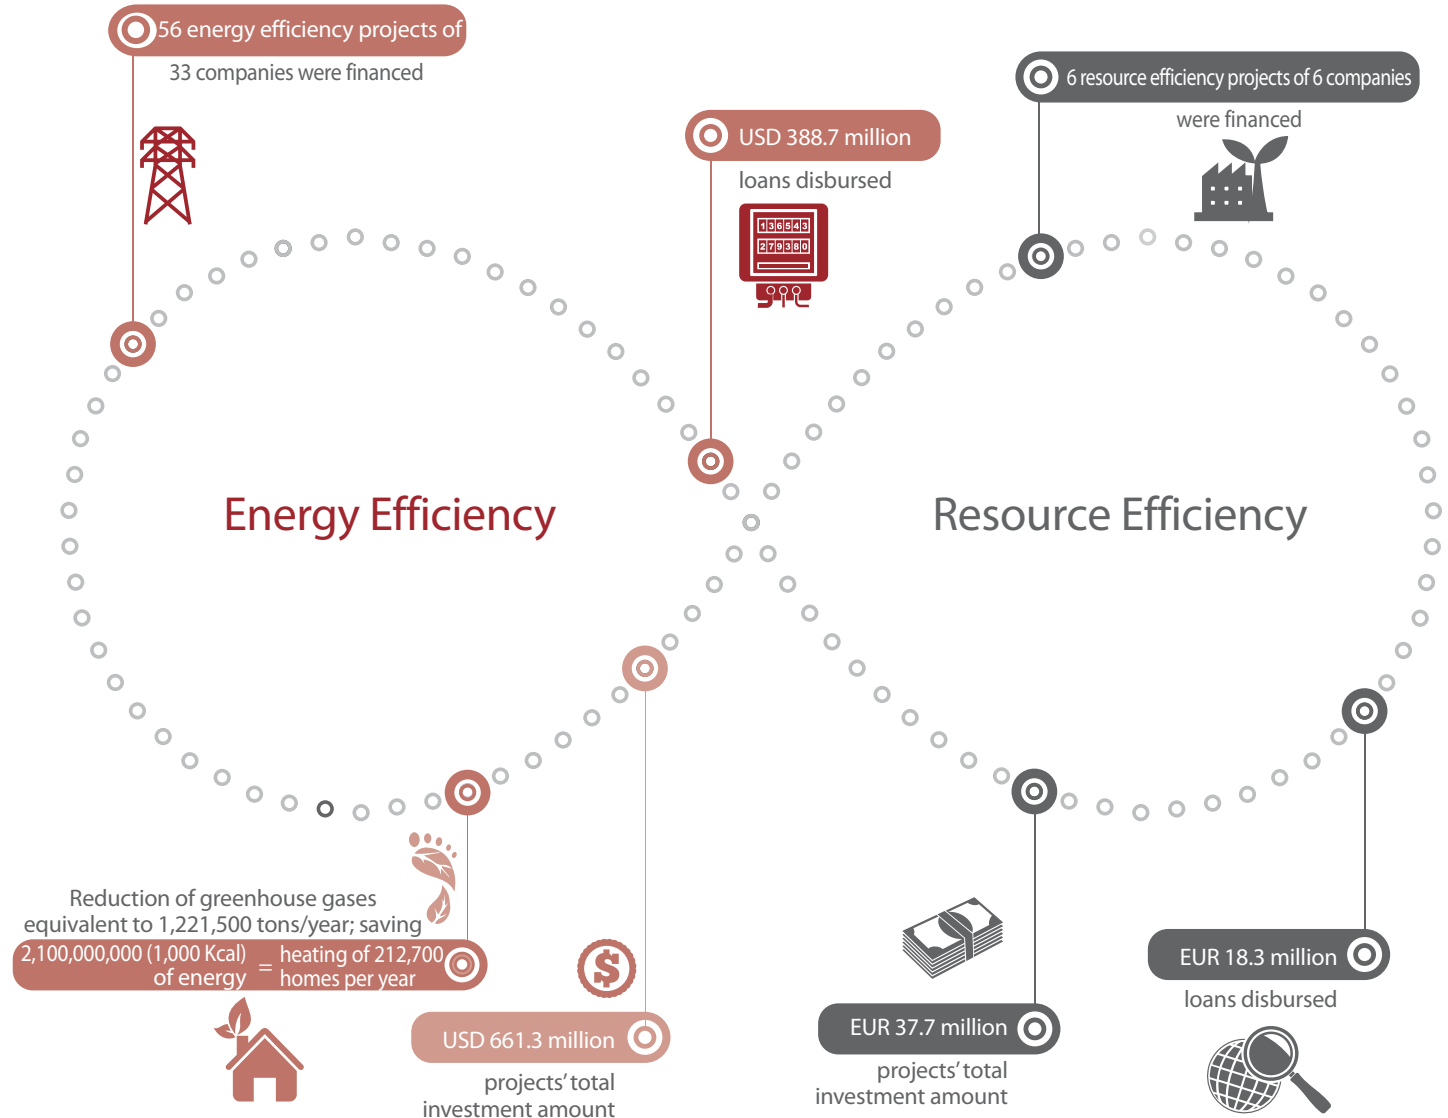 56 energy efficiency projects of
33 companies were financed
6 resource efficiency projects of 6 companies
were financed
USD 388.7 million
loans disbursed
136543
279380
Energy Efficiency
Resource Efficiency
Reduction of greenhouse gases
equivalent to 1,221,500 tons/year; saving
2,100,000,000 (1,000 Kcal)
of energy
=
heating of 212,700
homes per year
$
USD 661.3 million
projects' total
investment amount
EUR 37.7 million
projects' total
investment amount
EUR 18.3 million
loans disbursed